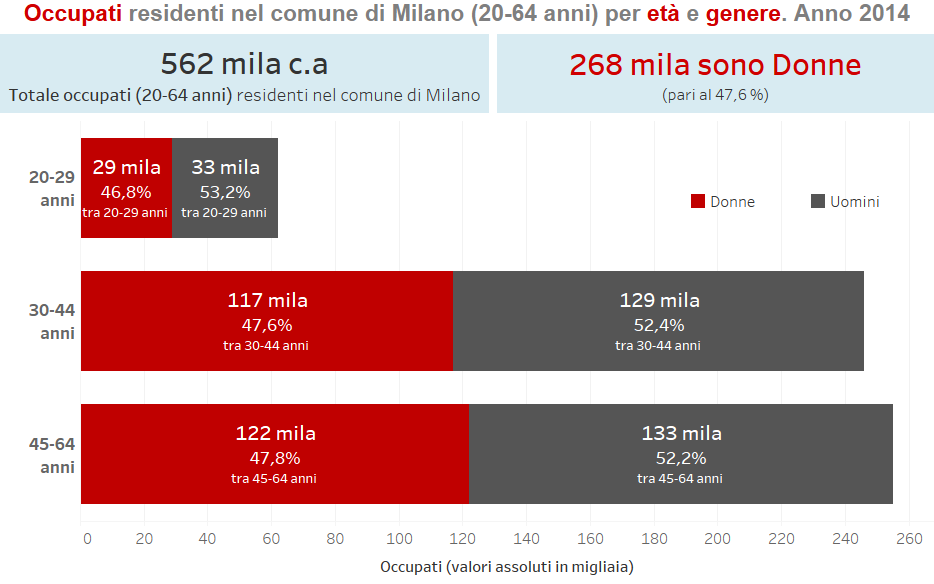 Occupati residenti nel comune di Milano (20-64 anni) per età e genere. Anno 2014
562 mila c.a
Totale occupati (20-64 anni) residenti nel comune di Milano
268 mila sono Donne
(pari al 47,6 %)
20-29
anni
29 mila
46,8%
tra 20-29 anni
33 mila
53,2%
tra 20-29 anni
Donne
Uomini
30-44
anni
117 mila
47,6%
tra 30-44 anni
129 mila
52,4%
tra 30-44 anni
45-64
anni
122 mila
47,8%
tra 45-64 anni
133 mila
52,2%
tra 45-64 anni
0 20 40 60 80 100 120 140 160 180 200 220 240 260
Occupati (valori assoluti in migliaia)